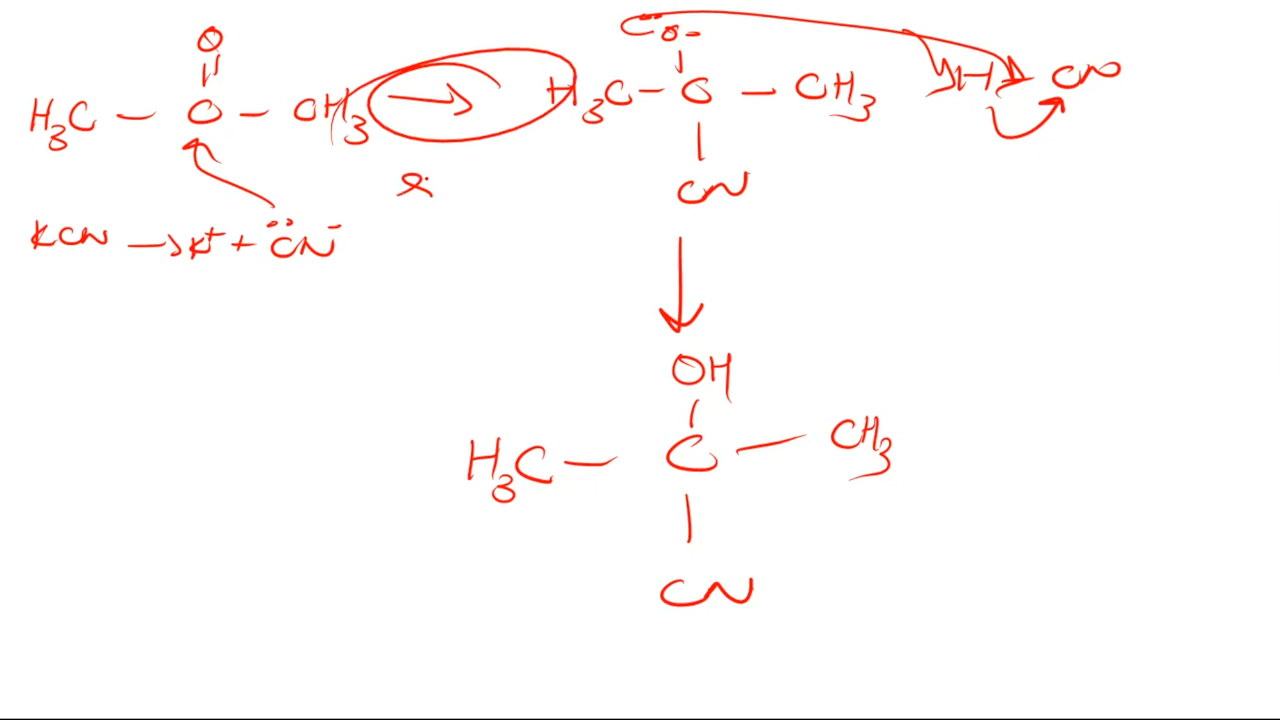 O
H3C - C - CH3
KCN → K+ + :CN-
O-
H3C - C - CH3
CN
H - CN
OH
H3C - C - CH3
CN